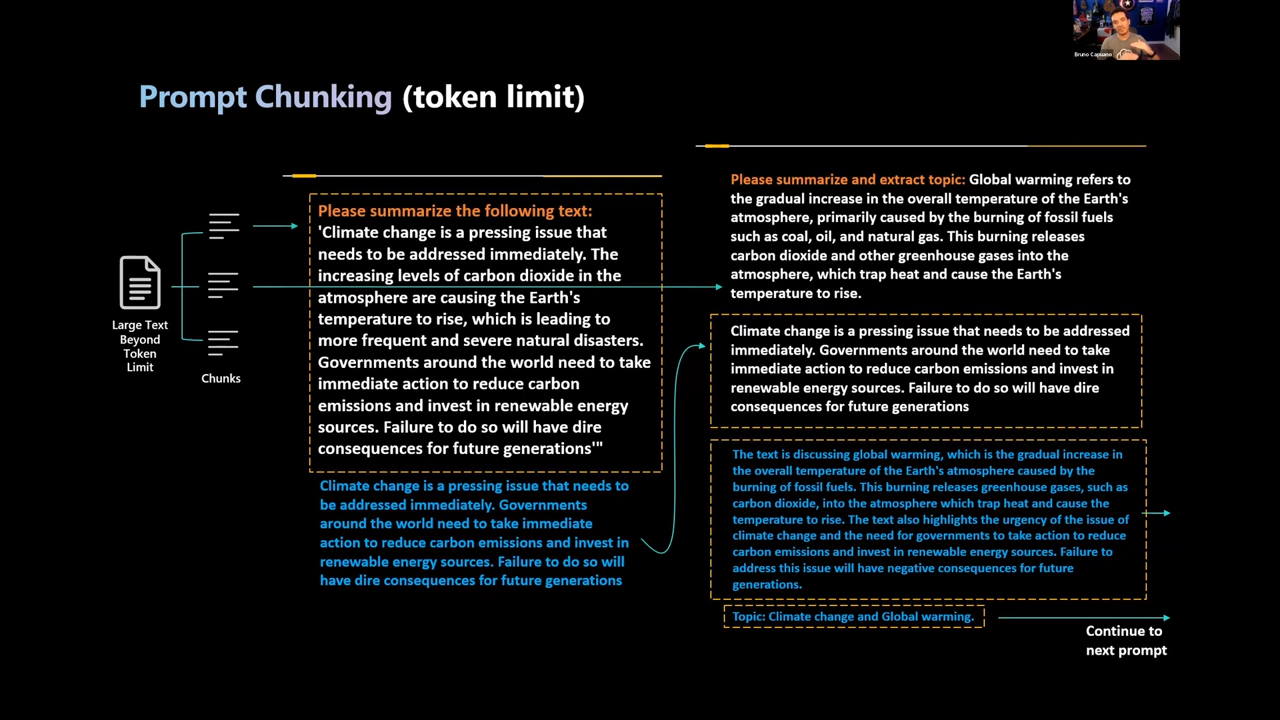 Bruno Capuano
Prompt Chunking (token limit)
Large Text
Beyond
Token
Limit
Chunks
Please summarize the following text:
'Climate change is a pressing issue that
needs to be addressed immediately. The
increasing levels of carbon dioxide in the
atmosphere are causing the Earth's
temperature to rise, which is leading to
more frequent and severe natural disasters.
Governments around the world need to take
immediate action to reduce carbon
emissions and invest in renewable energy
sources. Failure to do so will have dire
consequences for future generations'"
Climate change is a pressing issue that needs to
be addressed immediately. Governments
around the world need to take immediate
action to reduce carbon emissions and invest in
renewable energy sources. Failure to do so will
have dire consequences for future generations
Please summarize and extract topic: Global warming refers to
the gradual increase in the overall temperature of the Earth's
atmosphere, primarily caused by the burning of fossil fuels
such as coal, oil, and natural gas. This burning releases
carbon dioxide and other greenhouse gases into the
atmosphere, which trap heat and cause the Earth's
temperature to rise.
Climate change is a pressing issue that needs to be addressed
immediately. Governments around the world need to take
immediate action to reduce carbon emissions and invest in
renewable energy sources. Failure to do so will have dire
consequences for future generations
The text is discussing global warming, which is the gradual increase in
the overall temperature of the Earth's atmosphere caused by the
burning of fossil fuels. This burning releases greenhouse gases, such as
carbon dioxide, into the atmosphere which trap heat and cause the
temperature to rise. The text also highlights the urgency of the issue of
climate change and the need for governments to take action to reduce
carbon emissions and invest in renewable energy sources. Failure to
address this issue will have negative consequences for future
generations.
Topic: Climate change and Global warming.
Continue to
next prompt